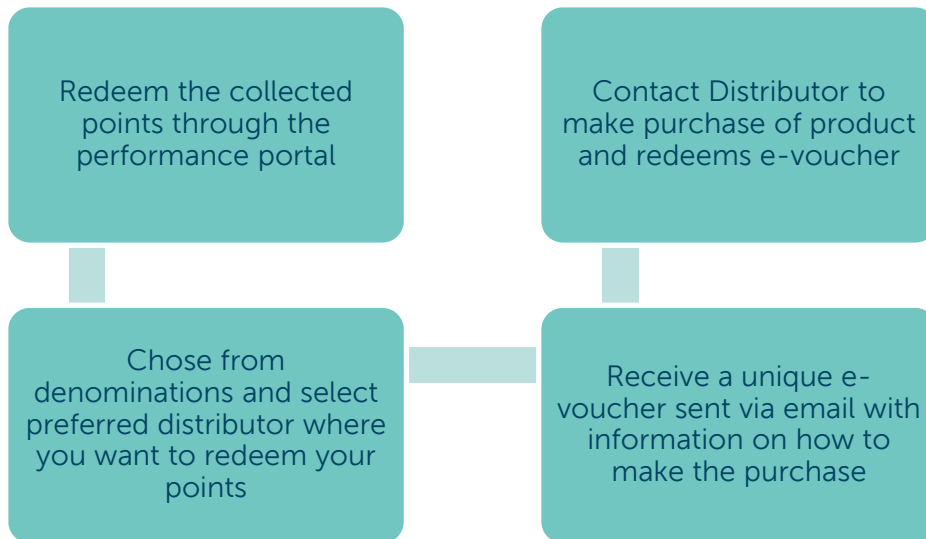 Redeem the collected
points through the
performance portal
Chose from
denominations and select
preferred distributor where
you want to redeem your
points
Receive a unique e-
voucher sent via email with
information on how to
make the purchase
Contact Distributor to
make purchase of product
and redeems e-voucher